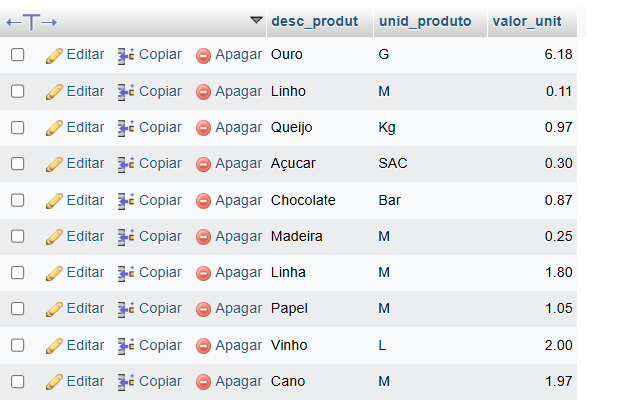 desc_produt unid_produto valor_unit
Editar Copiar Apagar Ouro G 6.18
Editar Copiar Apagar Linho M 0.11
Editar Copiar Apagar Queijo Kg 0.97
Editar Copiar Apagar Açucar SAC 0.30
Editar Copiar Apagar Chocolate Bar 0.87
Editar Copiar Apagar Madeira M 0.25
Editar Copiar Apagar Linha M 1.80
Editar Copiar Apagar Papel M 1.05
Editar Copiar Apagar Vinho L 2.00
Editar Copiar Apagar Cano M 1.97